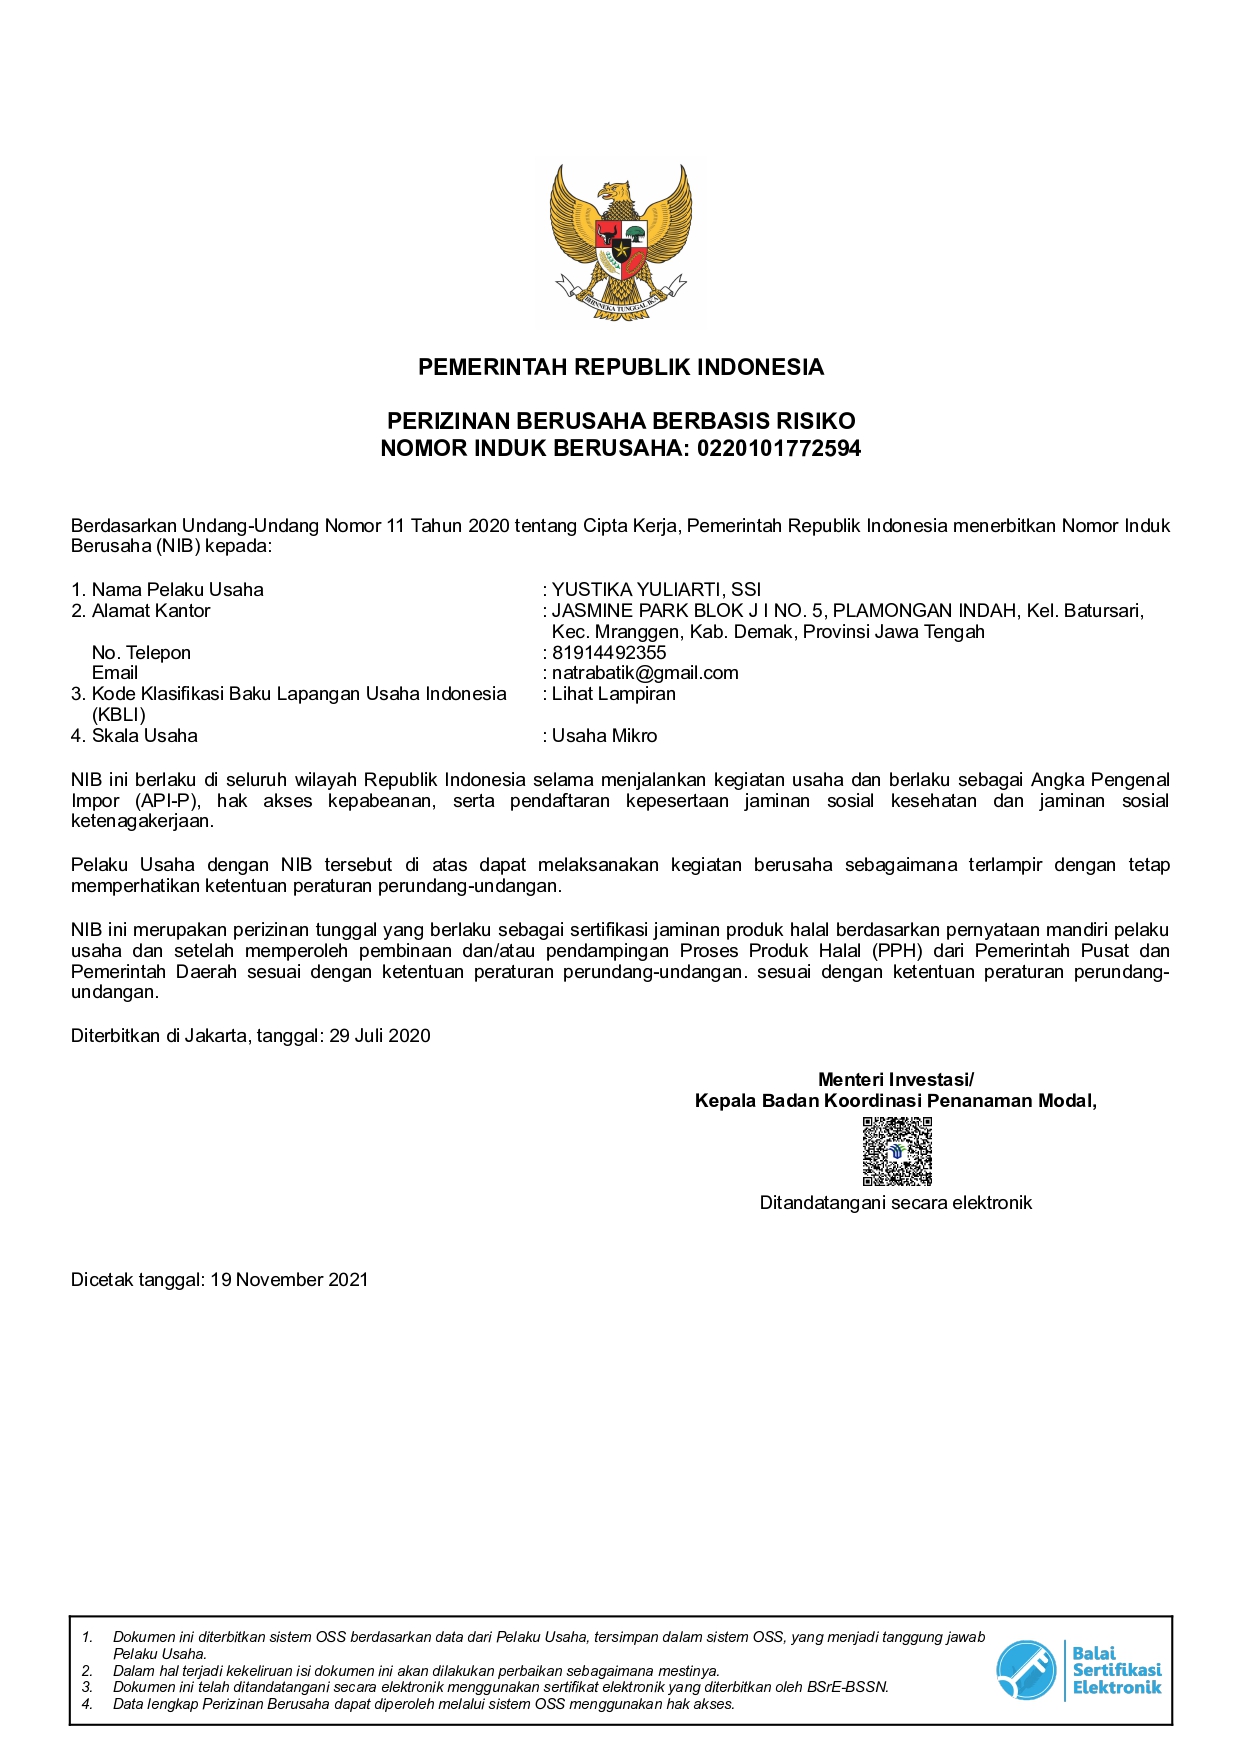 BHINNEKA TUNGGAL IKA
PEMERINTAH REPUBLIK INDONESIA
PERIZINAN BERUSAHA BERBASIS RISIKO
NOMOR INDUK BERUSAHA: 0220101772594
Berdasarkan Undang-Undang Nomor 11 Tahun 2020 tentang Cipta Kerja, Pemerintah Republik Indonesia menerbitkan Nomor Induk
Berusaha (NIB) kepada:
1. Nama Pelaku Usaha : YUSTIKA YULIARTI, SSI
2. Alamat Kantor : JASMINE PARK BLOK J I NO. 5, PLAMONGAN INDAH, Kel. Batursari,
Kec. Mranggen, Kab. Demak, Provinsi Jawa Tengah
No. Telepon : 81914492355
Email : natrabatik@gmail.com
3. Kode Klasifikasi Baku Lapangan Usaha Indonesia : Lihat Lampiran
(KBLI)
4. Skala Usaha : Usaha Mikro
NIB ini berlaku di seluruh wilayah Republik Indonesia selama menjalankan kegiatan usaha dan berlaku sebagai Angka Pengenal
Impor (API-P), hak akses kepabeanan, serta pendaftaran kepesertaan jaminan sosial kesehatan dan jaminan sosial
ketenagakerjaan.
Pelaku Usaha dengan NIB tersebut di atas dapat melaksanakan kegiatan berusaha sebagaimana terlampir dengan tetap
memperhatikan ketentuan peraturan perundang-undangan.
NIB ini merupakan perizinan tunggal yang berlaku sebagai sertifikasi jaminan produk halal berdasarkan pernyataan mandiri pelaku
usaha dan setelah memperoleh pembinaan dan/atau pendampingan Proses Produk Halal (PPH) dari Pemerintah Pusat dan
Pemerintah Daerah sesuai dengan ketentuan peraturan perundang-undangan. sesuai dengan ketentuan peraturan perundang-
undangan.
Diterbitkan di Jakarta, tanggal: 29 Juli 2020
Menteri Investasi/
Kepala Badan Koordinasi Penanaman Modal,
Ditandatangani secara elektronik
Dicetak tanggal: 19 November 2021
1. Dokumen ini diterbitkan sistem OSS berdasarkan data dari Pelaku Usaha, tersimpan dalam sistem OSS, yang menjadi tanggung jawab
Pelaku Usaha.
2. Dalam hal terjadi kekeliruan isi dokumen ini akan dilakukan perbaikan sebagaimana mestinya.
3. Dokumen ini telah ditandatangani secara elektronik menggunakan sertifikat elektronik yang diterbitkan oleh BSrE-BSSN.
4. Data lengkap Perizinan Berusaha dapat diperoleh melalui sistem OSS menggunakan hak akses.
Balai
Sertifikasi
Elektronik